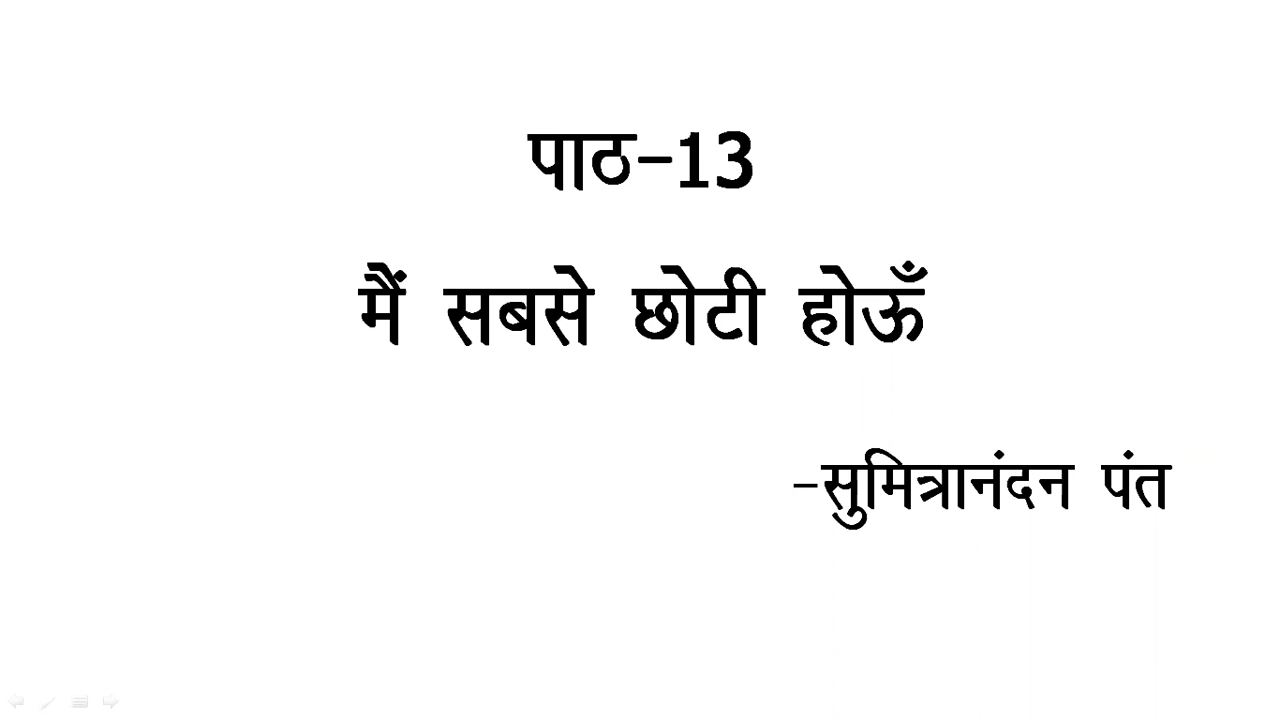 पाठ-13
मैं सबसे छोटी होऊँ
-सुमित्रानंदन पंत